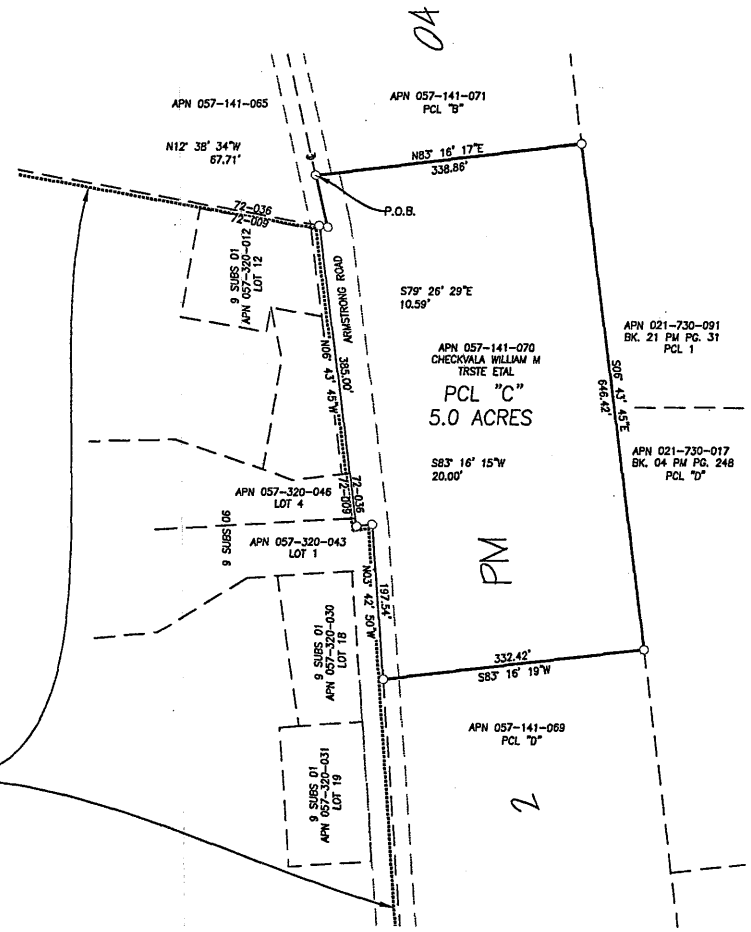 04
APN 057-141-065
APN 057-141-071
PCL "B"
N12° 38' 34"W
67.71'
N83° 16' 17"E
338.86'
P.O.B.
72-036
72-009
9 SUBS 01
APN 057-320-012
LOT 12
ARMSTRONG ROAD
S79° 26' 29"E
10.59'
N06° 43' 45"W
385.00'
APN 057-141-070
CHECKVALA WILLIAM M
TRSTE ETAL
PCL "C"
5.0 ACRES
S06° 43' 45"E
646.42'
APN 021-730-091
BK. 21 PM PG. 31
PCL 1
APN 021-730-017
BK. 04 PM PG. 248
PCL "D"
S83° 16' 15"W
20.00'
72-036
72-009
APN 057-320-046
LOT 4
9 SUBS 06
APN 057-320-043
LOT 1
PM
197.54'
N03° 42' 50"W
9 SUBS 01
APN 057-320-030
LOT 18
332.42'
S83° 16' 19"W
APN 057-141-069
PCL "D"
9 SUBS 01
APN 057-320-031
LOT 19
2